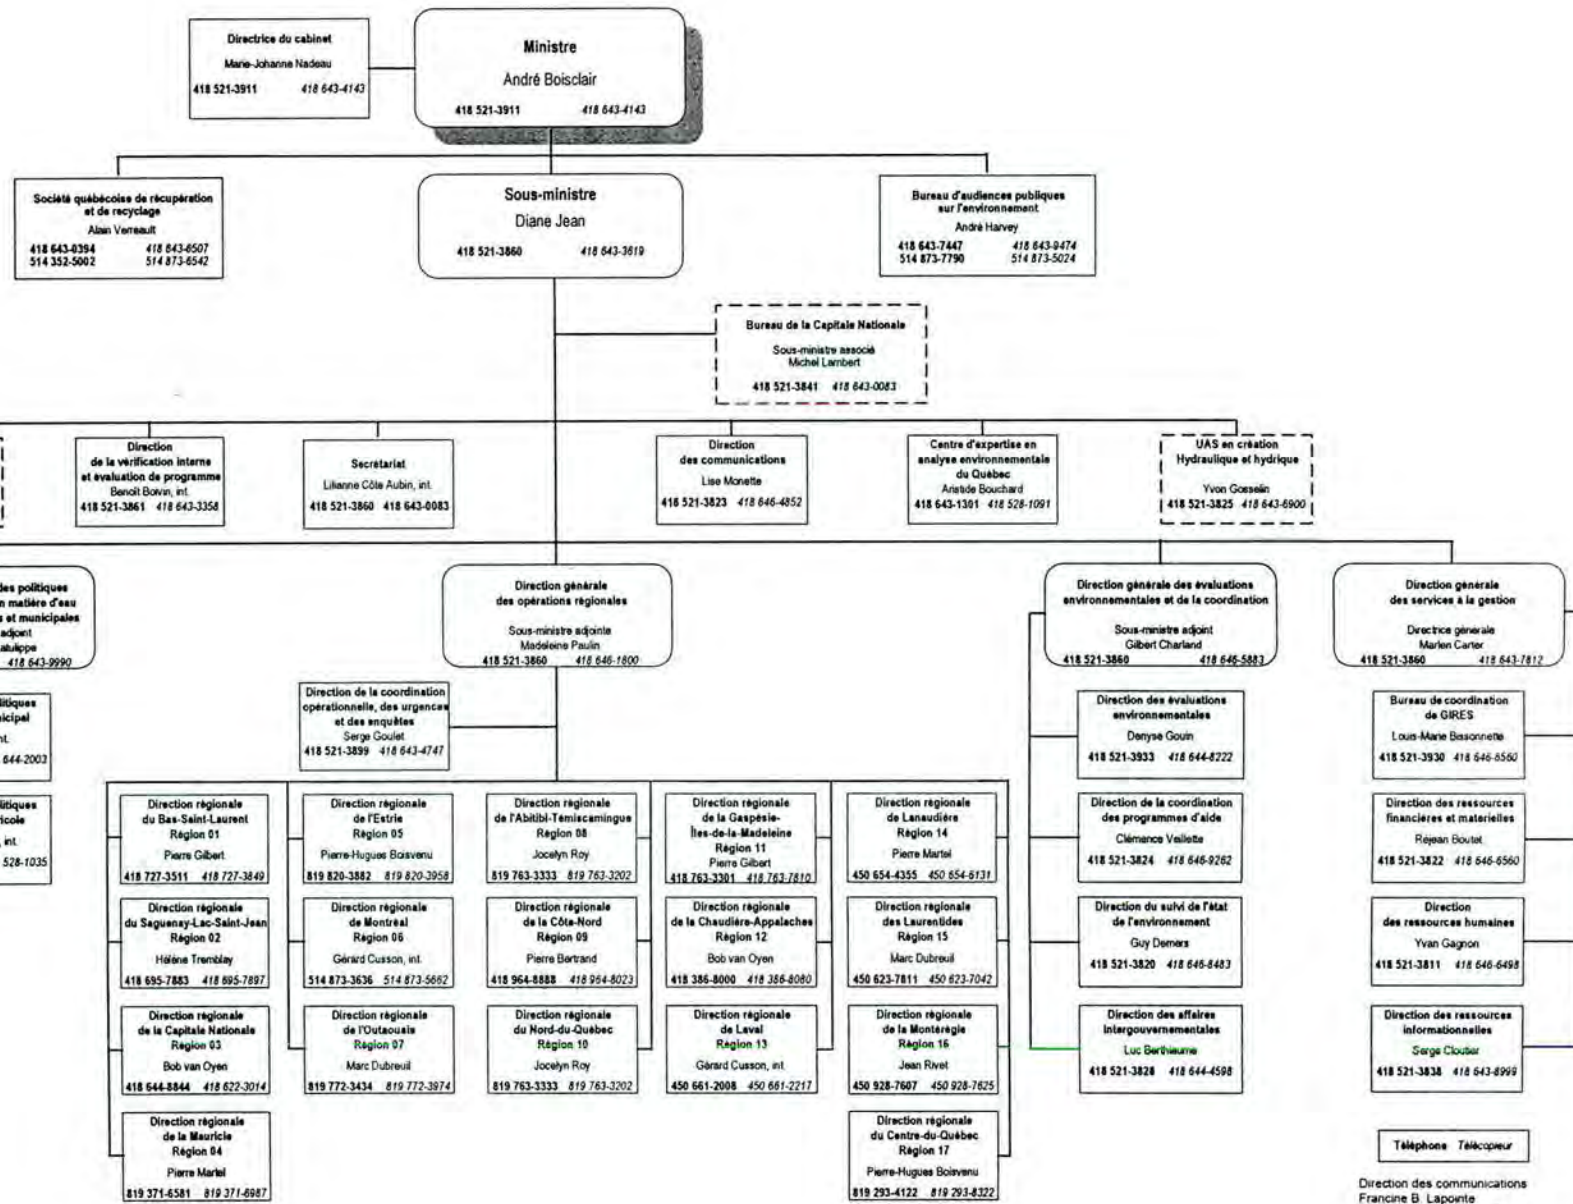 Directrice du cabinet
Marie-Johanne Nadeau
418 521-3911 418 643-4143
Ministre
André Boisclair
418 521-3911 418 643-4143
Société québécoise de récupération
et de recyclage
Alain Verreault
418 643-0394 418 643-6507
514 352-5002 514 873-6542
Sous-ministre
Diane Jean
418 521-3860 418 643-3619
Bureau d'audiences publiques
sur l'environnement
André Harvey
418 643-7447 418 643-9474
514 873-7790 514 873-5024
Bureau de la Capitale Nationale
Sous-ministre associé
Michel Lambert
418 521-3841 418 643-0083
Direction
de la vérification interne
et évaluation de programme
Benoît Boivin, int.
418 521-3861 418 643-3358
Secrétariat
Lilianne Côté Aubin, int.
418 521-3860 418 643-0083
Direction
des communications
Lise Monette
418 521-3823 418 646-4852
Centre d'expertise en
analyse environnementale
du Québec
Aristide Bouchard
418 643-1301 418 528-1091
UAS en création
Hydraulique et hydrique
Yvon Gosselin
418 521-3825 418 643-6900
des politiques
n matière d'eau
s et municipales
adjoint
atulippe
418 643-9990
Direction générale
des opérations régionales
Sous-ministre adjointe
Madeleine Paulin
418 521-3860 418 646-1800
Direction générale des évaluations
environnementales et de la coordination
Sous-ministre adjoint
Gilbert Charland
418 521-3860 418 646-5883
Direction générale
des services à la gestion
Directrice générale
Marlen Carter
418 521-3860 418 643-7812
litiques
nicipal
nt.
644-2003
litiques
ricole
, int.
528-1035
Direction de la coordination
opérationnelle, des urgences
et des enquêtes
Serge Goulet
418 521-3899 418 643-4747
Direction des évaluations
environnementales
Denyse Gouin
418 521-3933 418 644-8222
Bureau de coordination
de GIRES
Louis-Marie Bissonnette
418 521-3930 418 646-6560
Direction régionale
du Bas-Saint-Laurent
Région 01
Pierre Gilbert
418 727-3511 418 727-3849
Direction régionale
de l'Estrie
Région 05
Pierre-Hugues Boisvenu
819 820-3882 819 820-3958
Direction régionale
de l'Abitibi-Témiscamingue
Région 08
Jocelyn Roy
819 763-3333 819 763-3202
Direction régionale
de la Gaspésie-
Îles-de-la-Madeleine
Région 11
Pierre Gilbert
418 763-3301 418 763-7810
Direction régionale
de Lanaudière
Région 14
Pierre Martel
450 654-4355 450 654-6131
Direction de la coordination
des programmes d'aide
Clémence Veillette
418 521-3824 418 646-9262
Direction des ressources
financières et materielles
Réjean Boutet
418 521-3822 418 646-6560
Direction régionale
du Saguenay-Lac-Saint-Jean
Région 02
Hélène Tremblay
418 695-7883 418 695-7897
Direction régionale
de Montréal
Région 06
Gérard Cusson, int.
514 873-3636 514 873-5662
Direction régionale
de la Côte-Nord
Région 09
Pierre Bertrand
418 964-8888 418 964-8023
Direction régionale
de la Chaudière-Appalaches
Région 12
Bob van Oyen
418 386-8000 418 386-8080
Direction régionale
des Laurentides
Région 15
Marc Dubreuil
450 623-7811 450 623-7042
Direction du suivi de l'état
de l'environnement
Guy Demers
418 521-3820 418 646-8483
Direction
des ressources humaines
Yvan Gagnon
418 521-3811 418 646-6498
Direction régionale
de la Capitale Nationale
Région 03
Bob van Oyen
418 644-8844 418 622-3014
Direction régionale
de l'Outaouais
Région 07
Marc Dubreuil
819 772-3434 819 772-3974
Direction régionale
du Nord-du-Québec
Région 10
Jocelyn Roy
819 763-3333 819 763-3202
Direction régionale
de Laval
Région 13
Gérard Cusson, int.
450 661-2008 450 661-2217
Direction régionale
de la Montérégie
Région 16
Jean Rivet
450 928-7607 450 928-7625
Direction des affaires
intergouvernementales
Luc Berthiaume
418 521-3828 418 644-4598
Direction des ressources
informationnelles
Serge Cloutier
418 521-3838 418 643-8999
Direction régionale
de la Mauricie
Région 04
Pierre Martel
819 371-6581 819 371-6987
Direction régionale
du Centre-du-Québec
Région 17
Pierre-Hugues Boisvenu
819 293-4122 819 293-8322
Téléphone Télécopieur
Direction des communications
Francine B. Lapointe